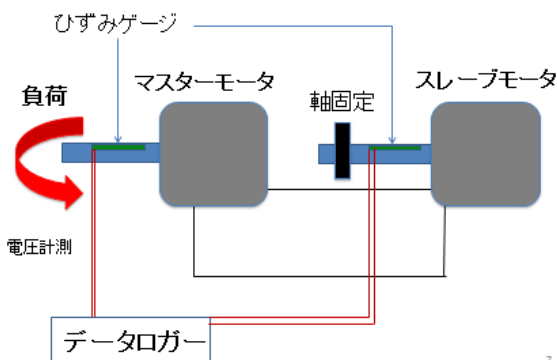 ひずみゲージ
負荷
マスターモータ
軸固定
スレーブモータ
電圧計測
データロガー